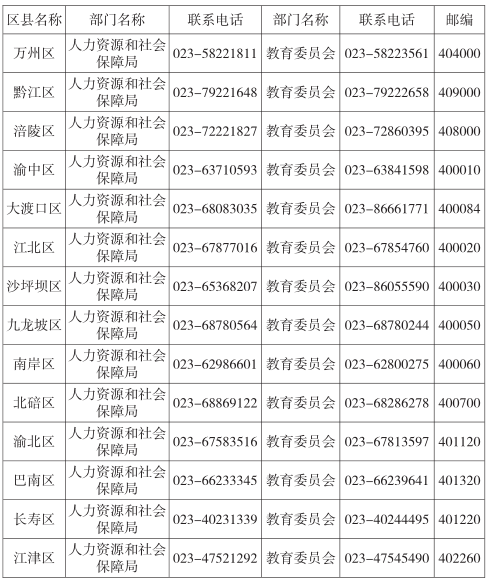 区县名称 部门名称 联系电话 部门名称 联系电话 邮编
万州区 人力资源和社会保障局 023-58221811 教育委员会 023-58223561 404000
黔江区 人力资源和社会保障局 023-79221648 教育委员会 023-79222658 409000
涪陵区 人力资源和社会保障局 023-72221827 教育委员会 023-72860395 408000
渝中区 人力资源和社会保障局 023-63710593 教育委员会 023-63841598 400010
大渡口区 人力资源和社会保障局 023-68083035 教育委员会 023-86661771 400084
江北区 人力资源和社会保障局 023-67877016 教育委员会 023-67854760 400020
沙坪坝区 人力资源和社会保障局 023-65368207 教育委员会 023-86055590 400030
九龙坡区 人力资源和社会保障局 023-68780564 教育委员会 023-68780244 400050
南岸区 人力资源和社会保障局 023-62986601 教育委员会 023-62800275 400060
北碚区 人力资源和社会保障局 023-68869122 教育委员会 023-68286278 400700
渝北区 人力资源和社会保障局 023-67583516 教育委员会 023-67813597 401120
巴南区 人力资源和社会保障局 023-66233345 教育委员会 023-66239641 401320
长寿区 人力资源和社会保障局 023-40231339 教育委员会 023-40244495 401220
江津区 人力资源和社会保障局 023-47521292 教育委员会 023-47545490 402260